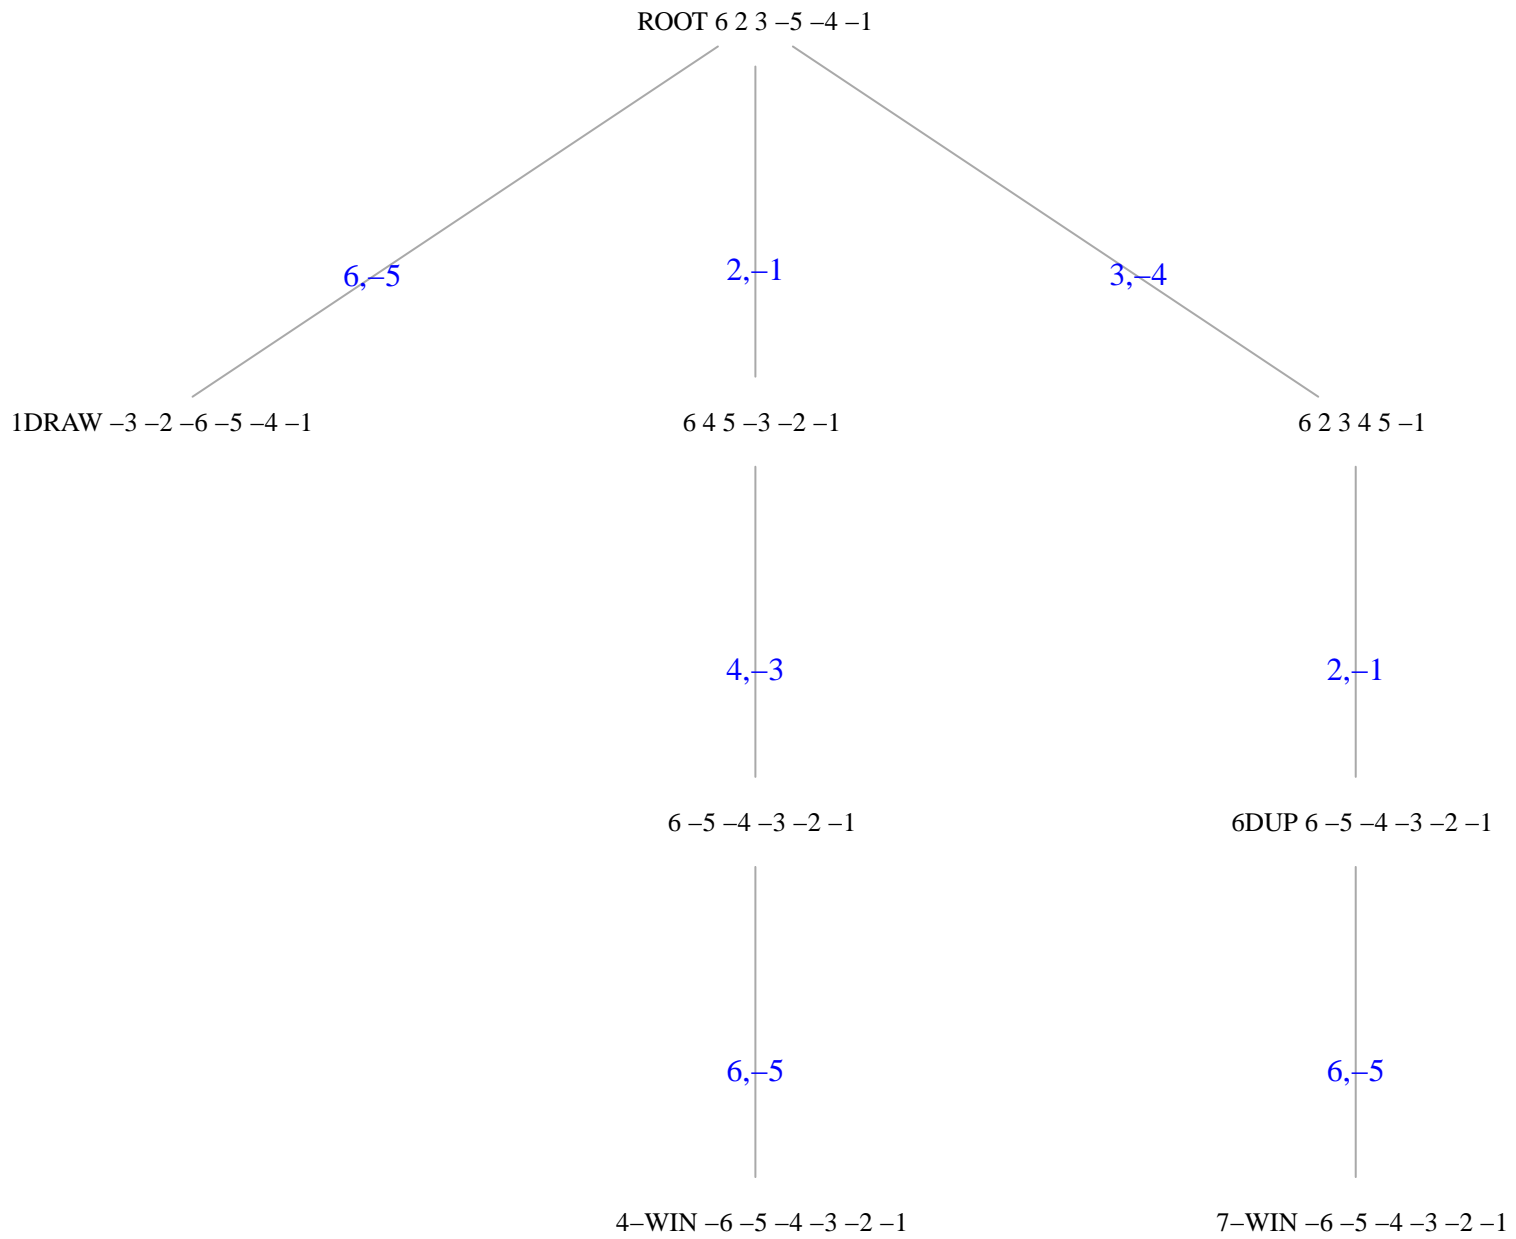 ROOT 6 2 3 –5 –4 –1
6,–5
2,–1
3,–4
1DRAW –3 –2 –6 –5 –4 –1
6 4 5 –3 –2 –1
6 2 3 4 5 –1
4,–3
2,–1
6 –5 –4 –3 –2 –1
6DUP 6 –5 –4 –3 –2 –1
6,–5
6,–5
4–WIN –6 –5 –4 –3 –2 –1
7–WIN –6 –5 –4 –3 –2 –1